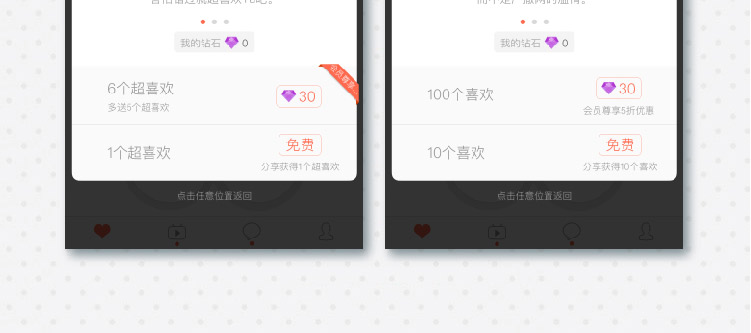 我的钻石 0
会员尊享
6个超喜欢
多送5个超喜欢
30
1个超喜欢
免费
分享获得1个超喜欢
点击任意位置返回
我的钻石 0
100个喜欢
30
会员尊享5折优惠
10个喜欢
免费
分享获得10个喜欢
点击任意位置返回